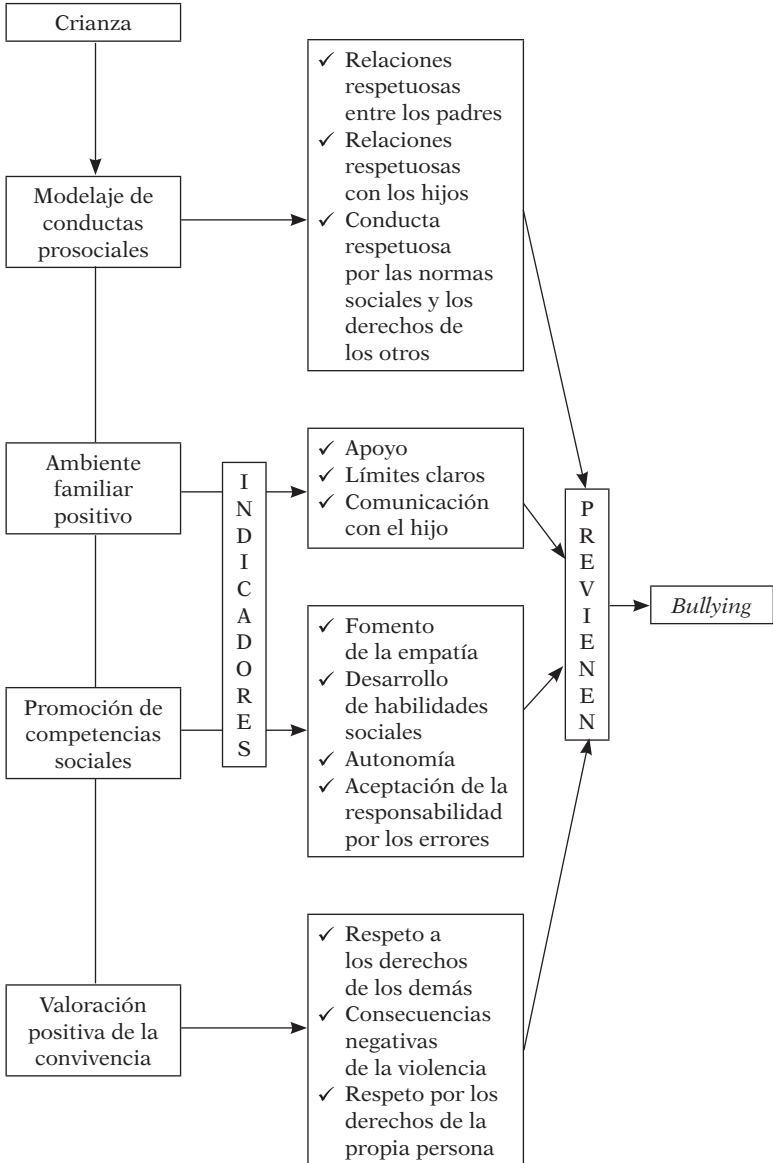 Crianza
Modelaje de
conductas
prosociales
✓ Relaciones
respetuosas
entre los padres
✓ Relaciones
respetuosas
con los hijos
✓ Conducta
respetuosa
por las normas
sociales y los
derechos de
los otros
Ambiente
familiar
positivo
INDICADORES
✓ Apoyo
✓ Límites claros
✓ Comunicación
con el hijo
PREVIENEN
Bullying
Promoción de
competencias
sociales
✓ Fomento
de la empatía
✓ Desarrollo
de habilidades
sociales
✓ Autonomía
✓ Aceptación de la
responsabilidad
por los errores
Valoración
positiva de la
convivencia
✓ Respeto a
los derechos
de los demás
✓ Consecuencias
negativas
de la violencia
✓ Respeto por los
derechos de la
propia persona